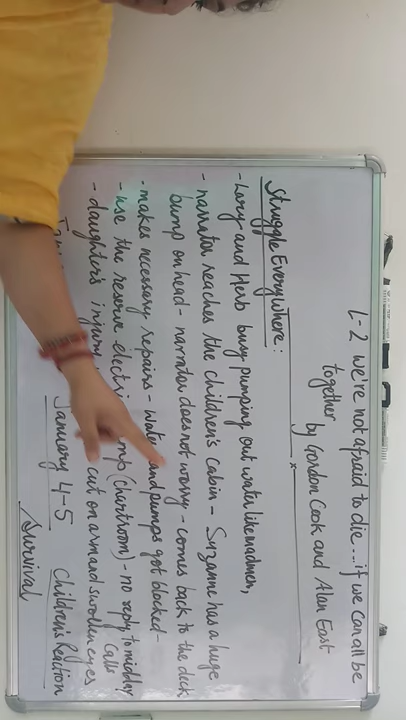 L-2 we're not afraid to die...if we can all be
together by Gordon Cook and Alan East
x
Struggle Everywhere:
- Larry and Herb busy pumping out water like madmen,
- narrator reaches the children's cabin - Suzanne has a huge
bump on head - narrator does not worry - comes back to the deck
- makes necessary repairs - water and pumps got blocked -
- use the reserve electric (chartroom) - no reply to midday
calls
- daughter's injury cut on arm and swollen eyes
January 4-5 Children's Reaction
Survival